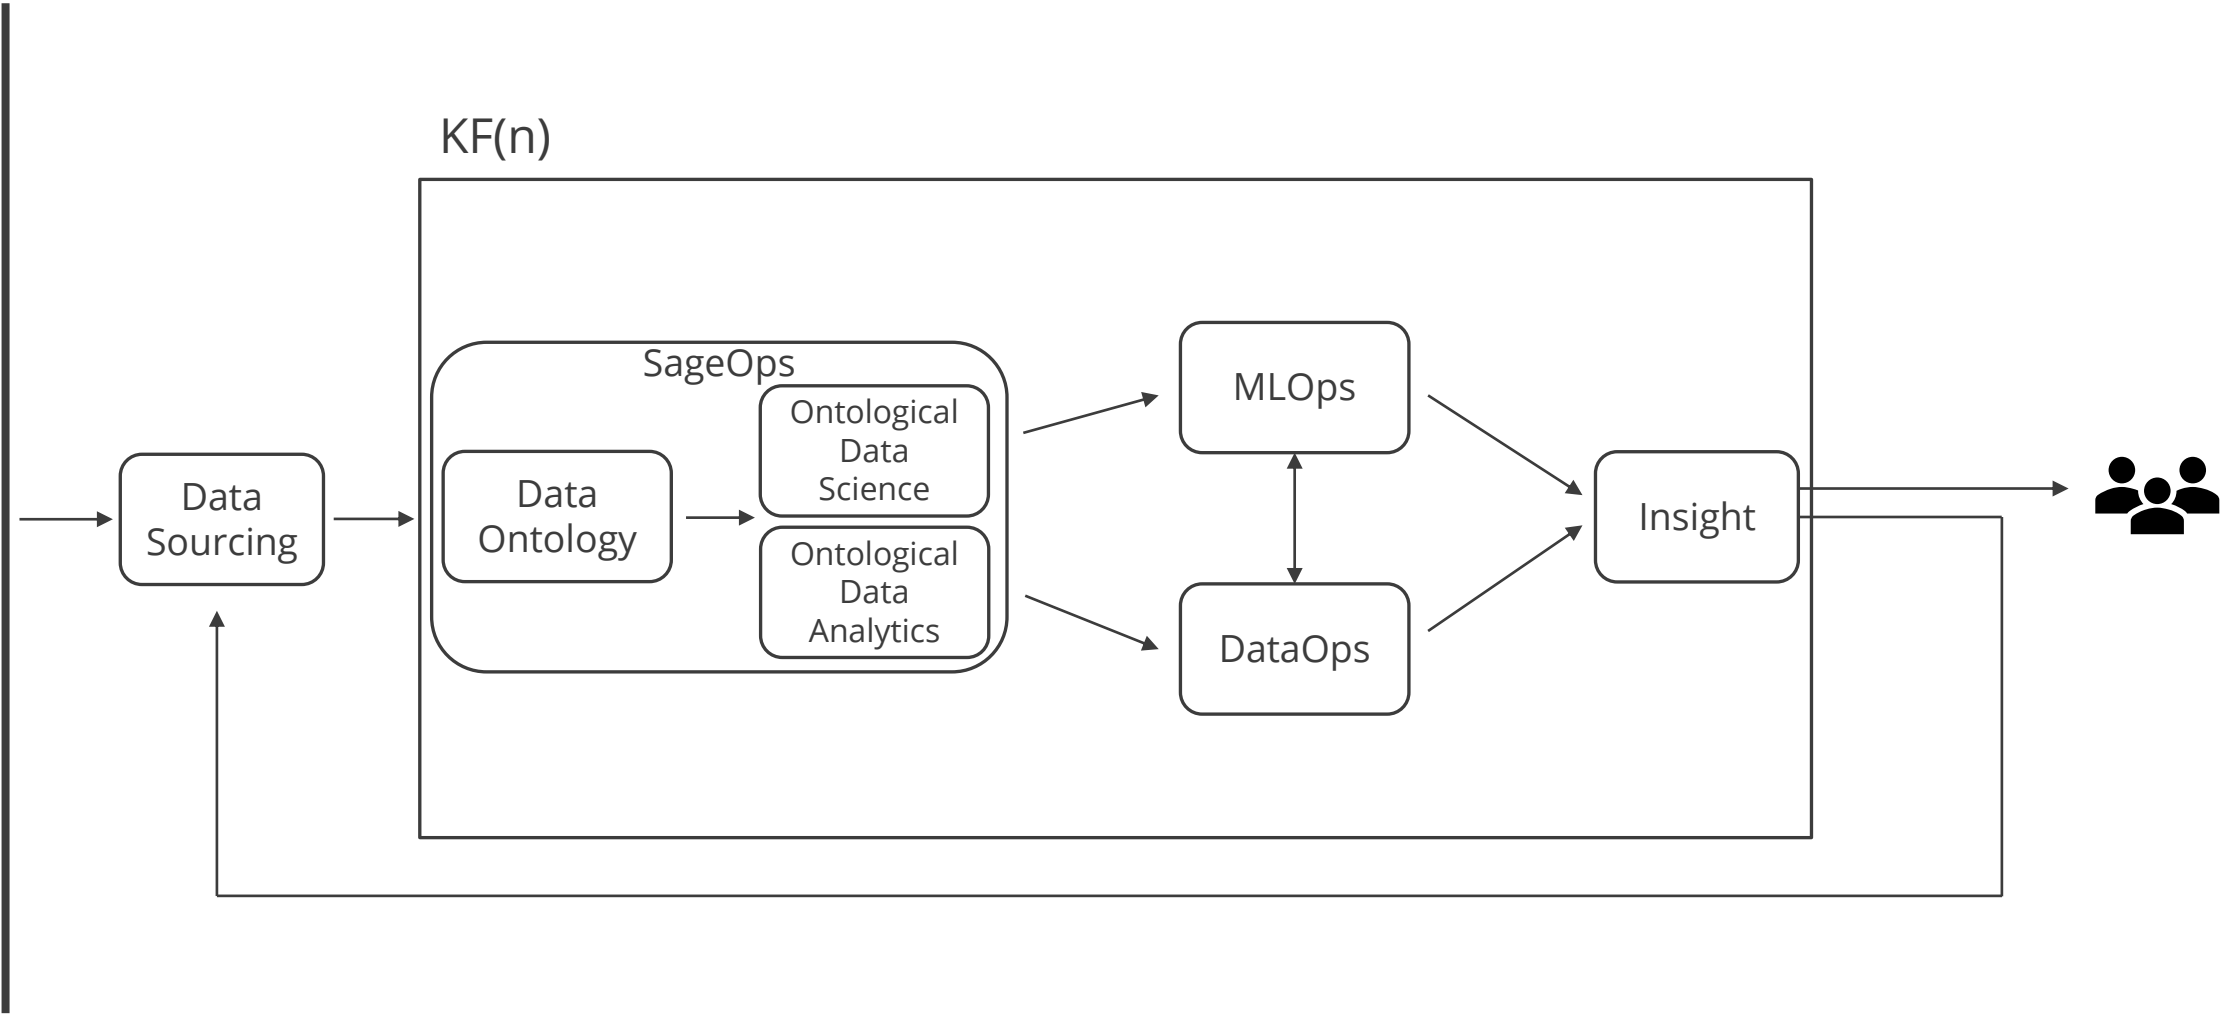 KF(n)
SageOps
Data
Sourcing
Data
Ontology
Ontological
Data
Science
Ontological
Data
Analytics
MLOps
DataOps
Insight